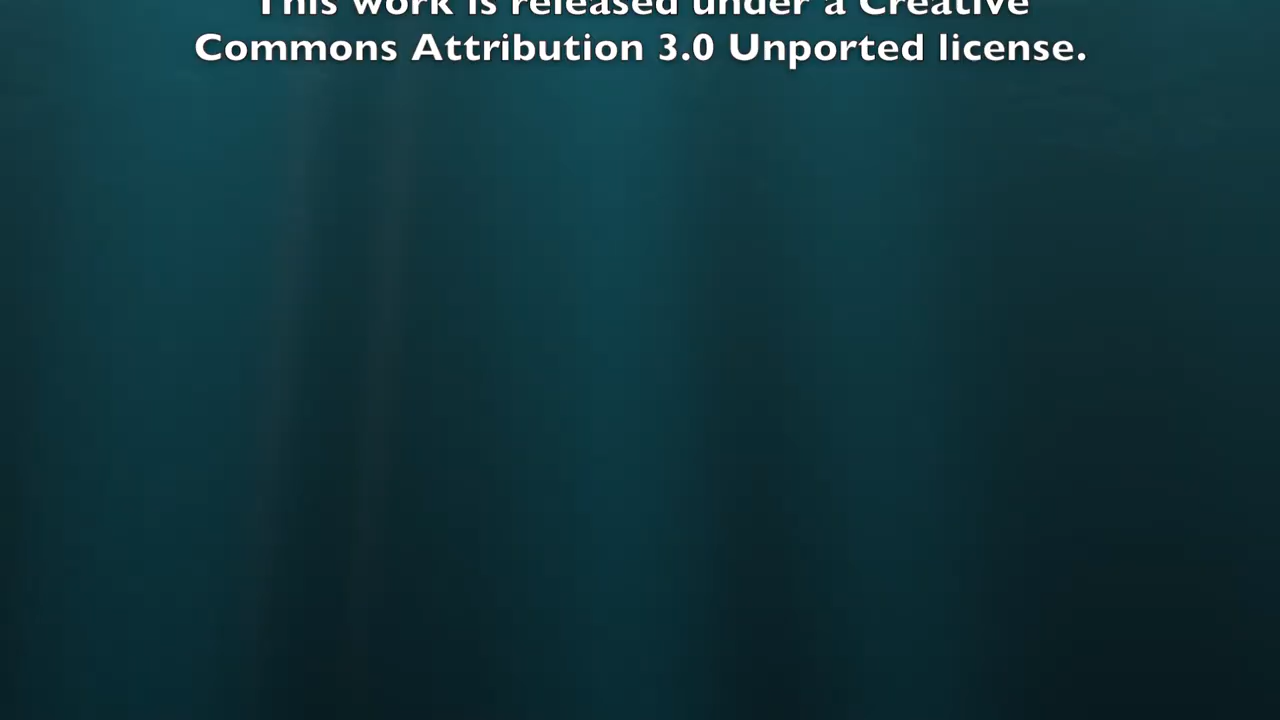 This work is released under a Creative
Commons Attribution 3.0 Unported license.